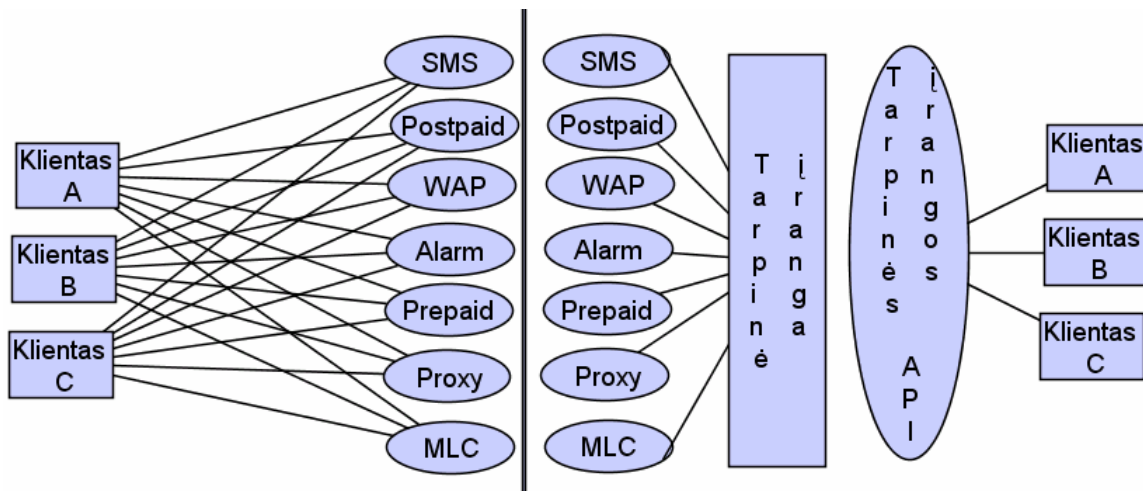 Klientas
A
Klientas
B
Klientas
C
SMS
Postpaid
WAP
Alarm
Prepaid
Proxy
MLC
SMS
Postpaid
WAP
Alarm
Prepaid
Proxy
MLC
Tarpinė
įranga
Tarpinės
įrangos
API
Klientas
A
Klientas
B
Klientas
C